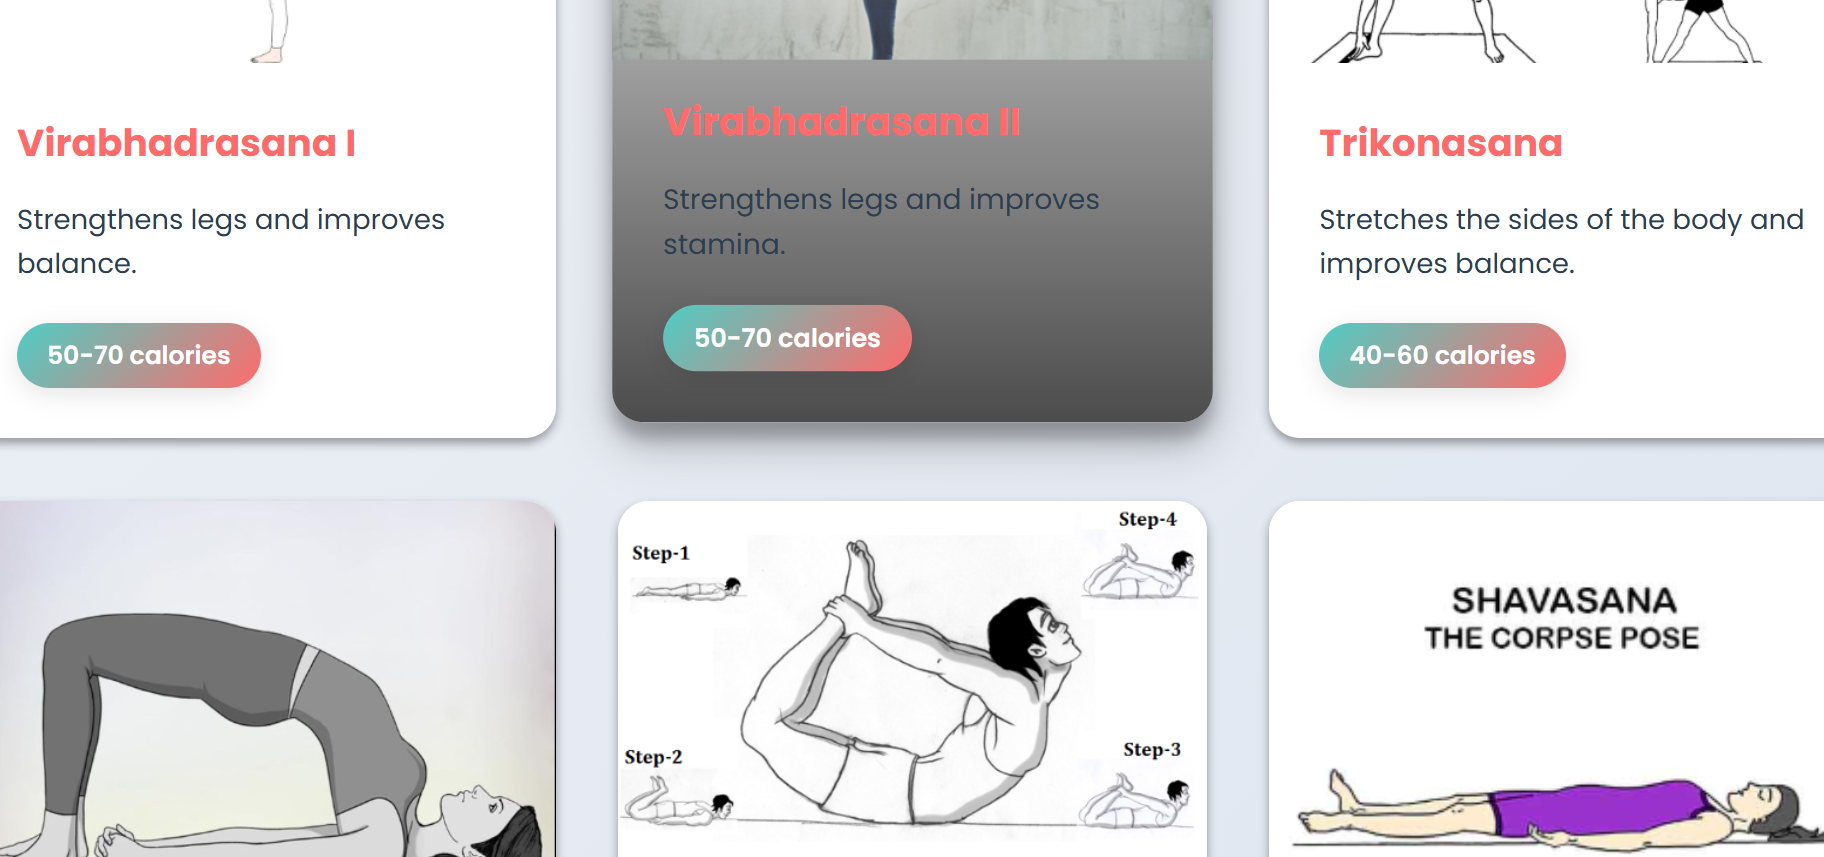 Virabhadrasana I
Strengthens legs and improves
balance.
50-70 calories
Virabhadrasana II
Strengthens legs and improves
stamina.
50-70 calories
Trikonasana
Stretches the sides of the body and
improves balance.
40-60 calories
Step-1
Step-4
Step-2
Step-3
SHAVASANA
THE CORPSE POSE